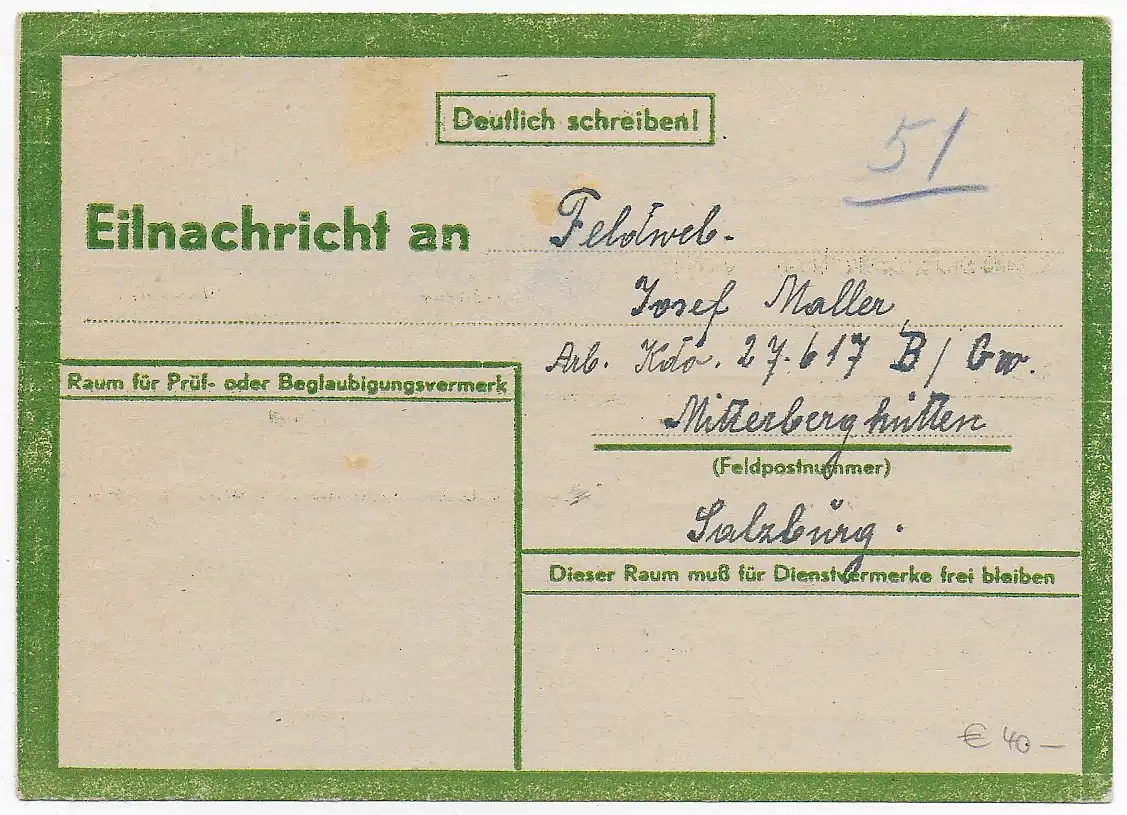 Deutlich schreiben!
51
Eilnachricht an Feldweb.
Josef Maller
Arb. Kdo. 27.617 B/Gw.
Mitterberghütten
(Feldpostnummer)
Salzburg.
Raum für Prüf- oder Beglaubigungsvermerk
Dieser Raum muß für Dienstvermerke frei bleiben
€ 40 —